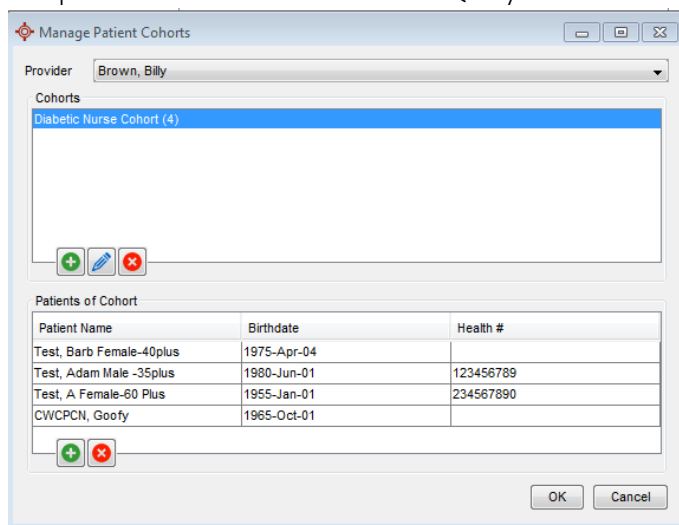 Manage Patient Cohorts
Provider Brown, Billy
Cohorts
Diabetic Nurse Cohort (4)
Patients of Cohort
Patient Name Birthdate Health #
Test, Barb Female-40plus 1975-Apr-04
Test, Adam Male -35plus 1980-Jun-01 123456789
Test, A Female-60 Plus 1955-Jan-01 234567890
CWCPCN, Goofy 1965-Oct-01
OK Cancel